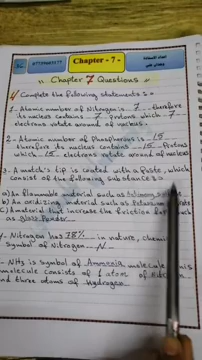 Chapter -7-
" Chapter 7 Questions "
Complete the following statements :-
1- Atomic number of Nitrogen is 7 therefore
its nucleus contains 7 Protons which 7
electrons rotate around of nucleus
2- Atomic number of phosphorous is 15
therefore its nucleus contains 15 Protons
which 15 electrons rotate around of nucleus
3- A match's tip is coated with a Paste, which
consist of the following substances :-
a) An flammable material such as
b) An oxidizing material such as Potassium
c) A material that increase the friction such
as Glass Powder
Nitrogen has 78% in nature, chemi
symbol of Nitrogen N
NH3 is symbol of Ammonia molecule
molecule consists of 1 atom of
and three atoms of Hydrogen